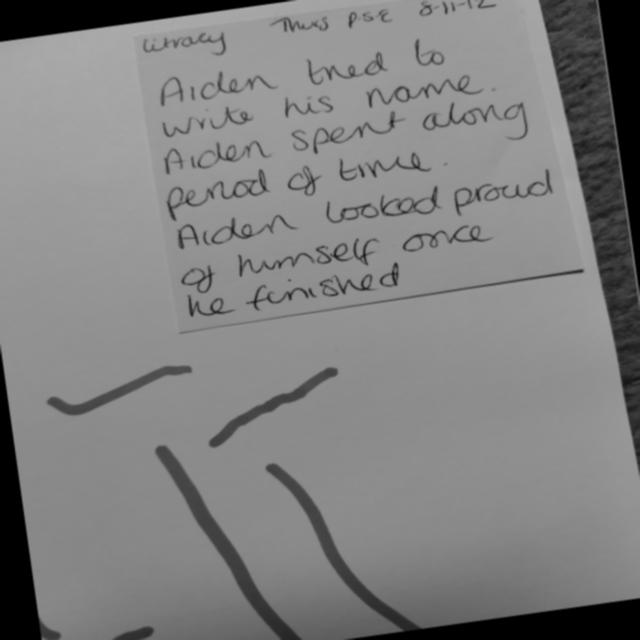 Literacy Thurs PSE 8-11-12
Aiden tried to
write his name.
Aiden spent along
period of time.
Aiden looked proud
of himself once
he finished